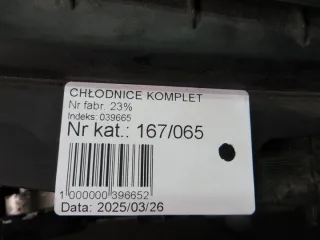 CHŁODNICE KOMPLET
Nr fabr. 23%
Indeks: 039665
Nr kat.: 167/065
1 000000 396652
Data: 2025/03/26